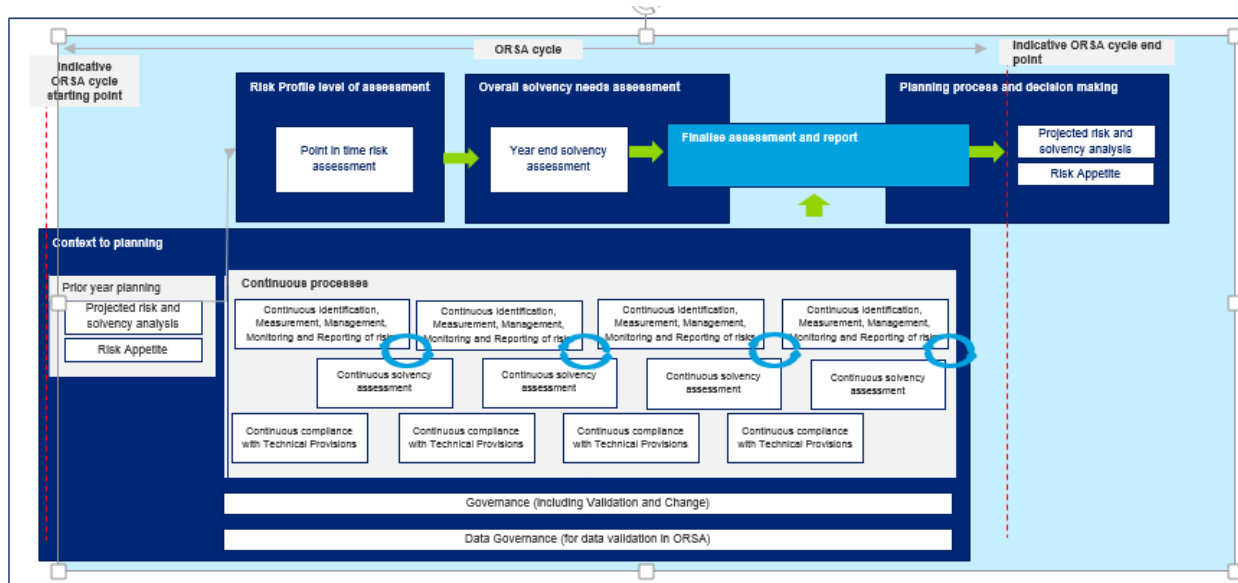 ORSA cycle
Indicative
ORSA cycle
starting point
Indicative ORSA cycle end
point
Risk Profile level of assessment
Point in time risk
assessment
Overall solvency needs assessment
Year end solvency
assessment
Finalise assessment and report
Planning process and decision making
Projected risk and
solvency analysis
Risk Appetite
Context to planning
Prior year planning
Projected risk and
solvency analysis
Risk Appetite
Continuous processes
Continuous Identification,
Measurement, Management,
Monitoring and Reporting of risks
Continuous Identification,
Measurement, Management,
Monitoring and Reporting of risks
Continuous Identification,
Measurement, Management,
Monitoring and Reporting of risks
Continuous Identification,
Measurement, Management,
Monitoring and Reporting of risks
Continuous solvency
assessment
Continuous solvency
assessment
Continuous solvency
assessment
Continuous solvency
assessment
Continuous compliance
with Technical Provisions
Continuous compliance
with Technical Provisions
Continuous compliance
with Technical Provisions
Continuous compliance
with Technical Provisions
Governance (Including Validation and Change)
Data Governance (for data validation in ORSA)